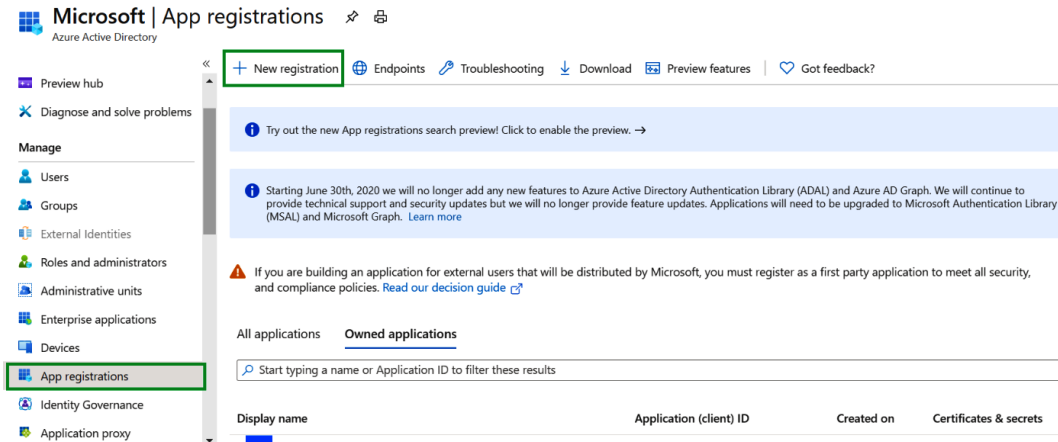 Microsoft | App registrations
Azure Active Directory
«
Preview hub
Diagnose and solve problems
Manage
Users
Groups
External Identities
Roles and administrators
Administrative units
Enterprise applications
Devices
App registrations
Identity Governance
Application proxy
+ New registration Endpoints Troubleshooting Download Preview features Got feedback?
Try out the new App registrations search preview! Click to enable the preview. →
Starting June 30th, 2020 we will no longer add any new features to Azure Active Directory Authentication Library (ADAL) and Azure AD Graph. We will continue to
provide technical support and security updates but we will no longer provide feature updates. Applications will need to be upgraded to Microsoft Authentication Library
(MSAL) and Microsoft Graph. Learn more
If you are building an application for external users that will be distributed by Microsoft, you must register as a first party application to meet all security,
and compliance policies. Read our decision guide
All applications Owned applications
Start typing a name or Application ID to filter these results
Display name Application (client) ID Created on Certificates & secrets